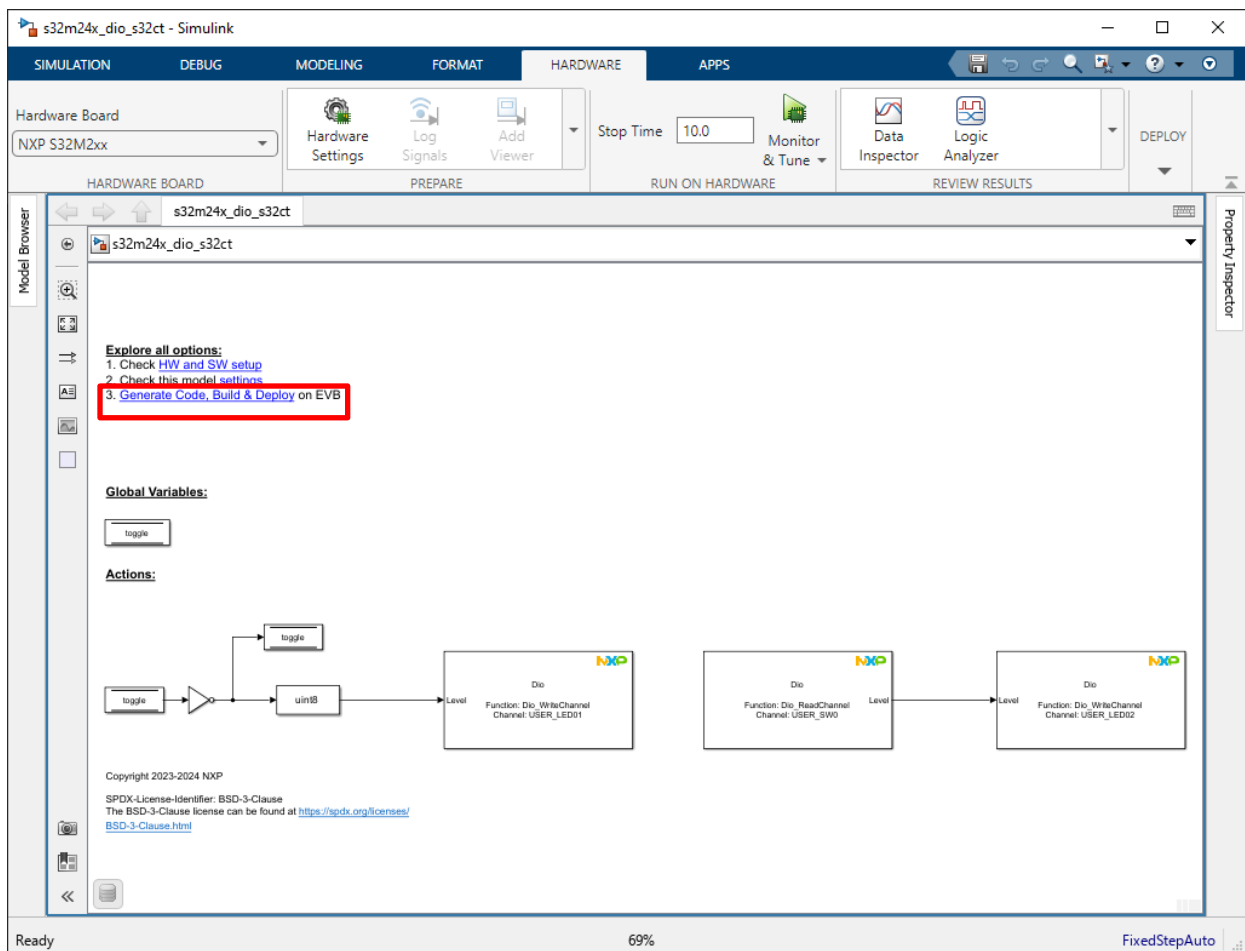 s32m24x_dio_s32ct - Simulink
SIMULATION DEBUG MODELING FORMAT HARDWARE APPS
Hardware Board
NXP S32M2xx
HARDWARE BOARD
Hardware Settings
Log Signals
Add Viewer
PREPARE
Stop Time 10.0
Monitor & Tune
RUN ON HARDWARE
Data Inspector
Logic Analyzer
REVIEW RESULTS
DEPLOY
Model Browser
s32m24x_dio_s32ct
s32m24x_dio_s32ct
Property Inspector
Explore all options:
1. Check HW and SW setup
2. Check this model settings
3. Generate Code, Build & Deploy on EVB
Global Variables:
toggle
Actions:
toggle
toggle
uint8
Level
NXP
Dio
Function: Dio_WriteChannel
Channel: USER_LED01
NXP
Dio
Function: Dio_ReadChannel
Channel: USER_SW0
Level
Level
NXP
Dio
Function: Dio_WriteChannel
Channel: USER_LED02
Copyright 2023-2024 NXP
SPDX-License-Identifier: BSD-3-Clause
The BSD-3-Clause license can be found at https://spdx.org/licenses/
BSD-3-Clause.html
Ready 69% FixedStepAuto